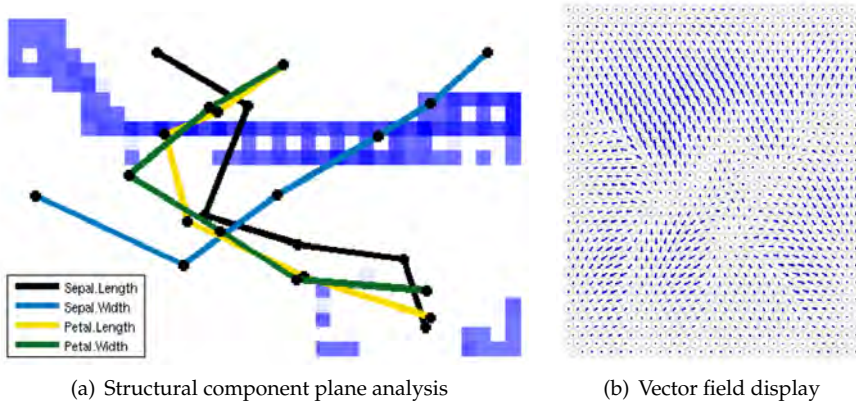 Sepal.Length
Sepal.Width
Petal.Length
Petal.Width
(a) Structural component plane analysis
(b) Vector field display